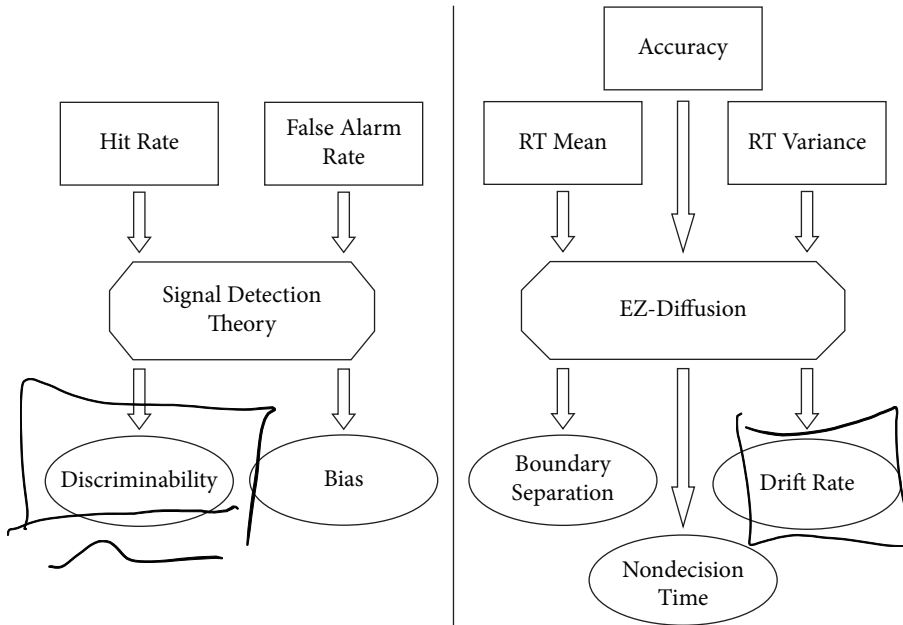 Hit Rate
False Alarm
Rate
Signal Detection
Theory
Discriminability
Bias
Accuracy
RT Mean
RT Variance
EZ-Diffusion
Boundary
Separation
Drift Rate
Nondecision
Time